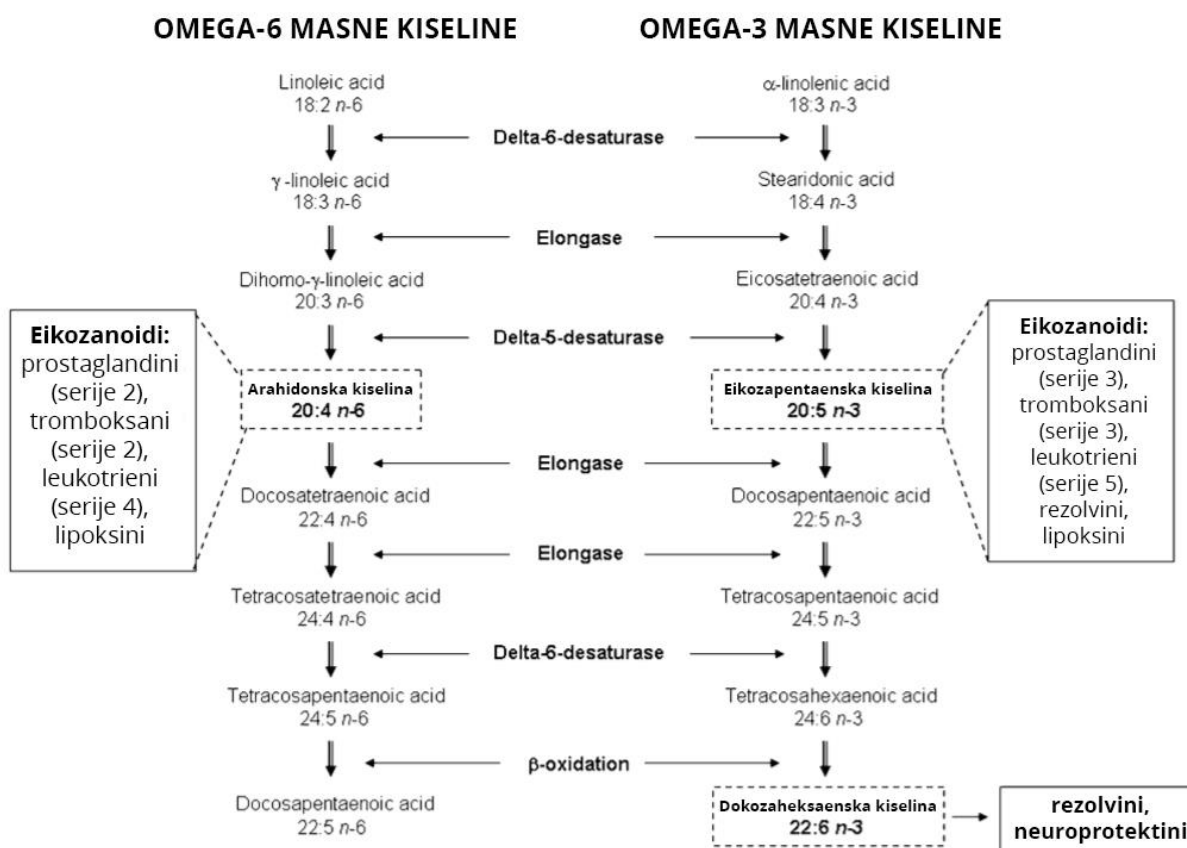 OMEGA-6 MASNE KISELINE
OMEGA-3 MASNE KISELINE
Linoleic acid
18:2 n-6
α-linolenic acid
18:3 n-3
Delta-6-desaturase
γ-linoleic acid
18:3 n-6
Stearidonic acid
18:4 n-3
Elongase
Dihomo-γ-linoleic acid
20:3 n-6
Eicosatetraenoic acid
20:4 n-3
Delta-5-desaturase
Eikozanoidi:
prostaglandini
(serije 2),
tromboksani
(serije 2),
leukotrieni
(serije 4),
lipoksini
Arahidonska kiselina
20:4 n-6
Eikozapentaenska kiselina
20:5 n-3
Eikozanoidi:
prostaglandini
(serije 3),
tromboksani
(serije 3),
leukotrieni
(serije 5),
rezolvini,
lipoksini
Elongase
Docosatetraenoic acid
22:4 n-6
Docosapentaenoic acid
22:5 n-3
Elongase
Tetracosatetraenoic acid
24:4 n-6
Tetracosapentaenoic acid
24:5 n-3
Delta-6-desaturase
Tetracosapentaenoic acid
24:5 n-6
Tetracosahexaenoic acid
24:6 n-3
β-oxidation
Docosapentaenoic acid
22:5 n-6
Dokozaheksaenska kiselina
22:6 n-3
rezolvini,
neuroprotektini